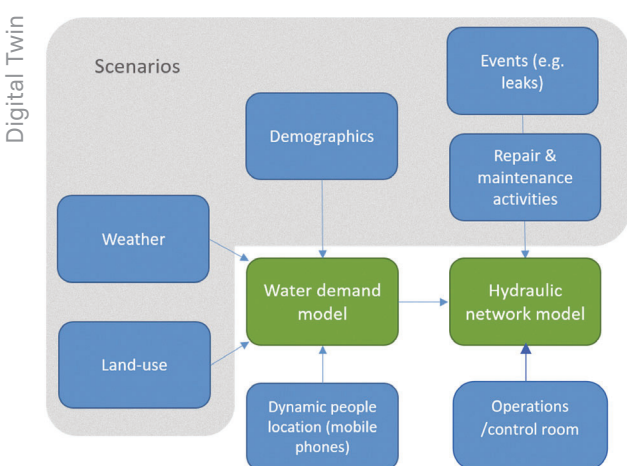 Digital Twin
Scenarios
Events (e.g.
leaks)
Demographics
Repair &
maintenance
activities
Weather
Water demand
model
Hydraulic
network model
Land-use
Dynamic people
location (mobile
phones)
Operations
/control room